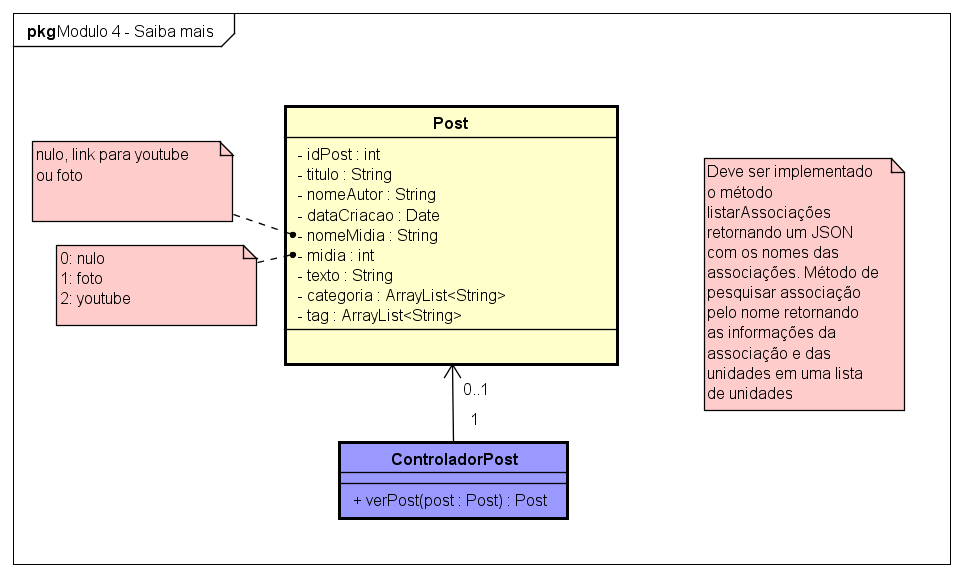 pkg Modulo 4 - Saiba mais
Post
- idPost : int
- titulo : String
- nomeAutor : String
- dataCriacao : Date
- nomeMidia : String
- midia : int
- texto : String
- categoria : ArrayList<String>
- tag : ArrayList<String>
nulo, link para youtube
ou foto
0: nulo
1: foto
2: youtube
Deve ser implementado
o método
listarAssociações
retornando um JSON
com os nomes das
associações. Método de
pesquisar associação
pelo nome retornando
as informações da
associação e das
unidades em uma lista
de unidades
0..1
1
ControladorPost
+ verPost(post : Post) : Post